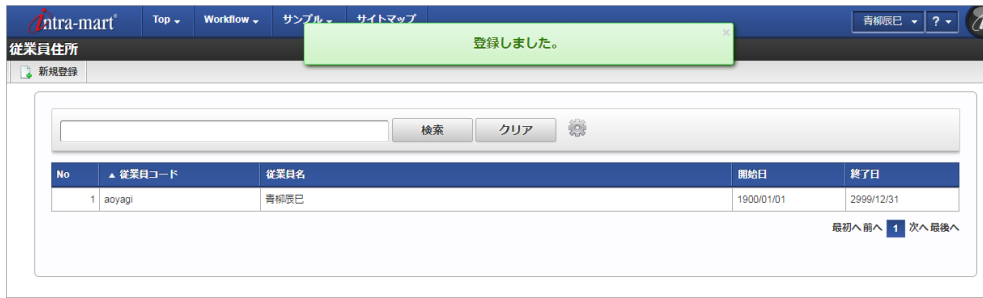 intra-mart Top Workflow サンプル サイトマップ 青柳辰巳 ?
登録しました。 ×
従業員住所
新規登録
検索 クリア
No ▲ 従業員コード 従業員名 開始日 終了日
1 aoyagi 青柳辰巳 1900/01/01 2999/12/31
最初へ 前へ 1 次へ 最後へ